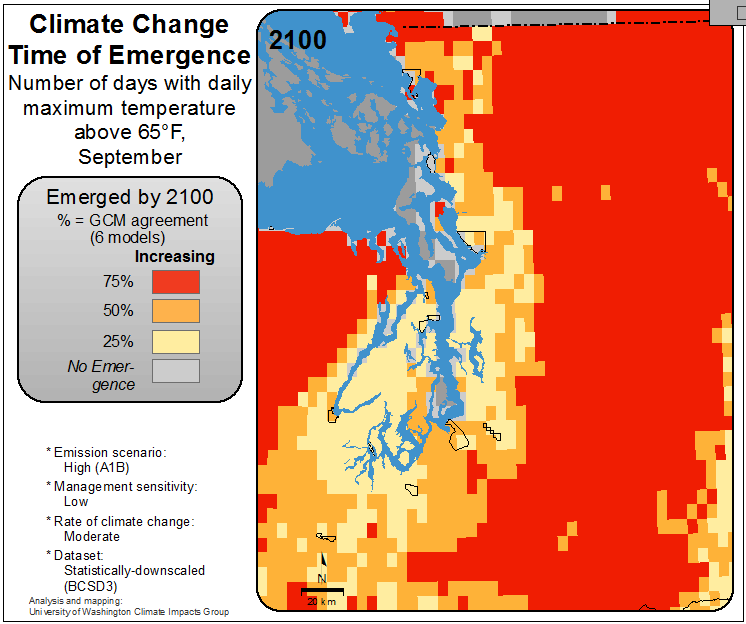 Climate Change
Time of Emergence
Number of days with daily
maximum temperature
above 65°F,
September
2100
Emerged by 2100
% = GCM agreement
(6 models)
Increasing
75%
50%
25%
No Emer-
gence
* Emission scenario:
High (A1B)
* Management sensitivity:
Low
* Rate of climate change:
Moderate
* Dataset:
Statistically-downscaled
(BCSD3)
Analysis and mapping:
University of Washington Climate Impacts Group
N
20 km